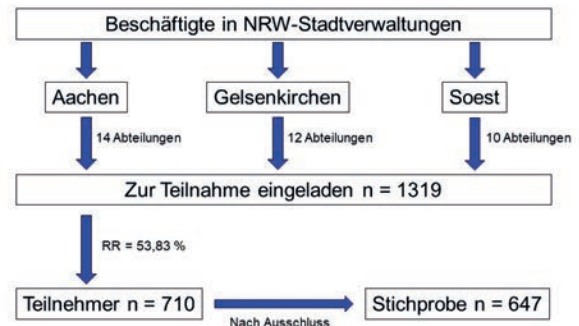 Beschäftigte in NRW-Stadtverwaltungen
Aachen
Gelsenkirchen
Soest
14 Abteilungen
12 Abteilungen
10 Abteilungen
Zur Teilnahme eingeladen n = 1319
RR = 53,83 %
Teilnehmer n = 710
Nach Ausschluss
Stichprobe n = 647